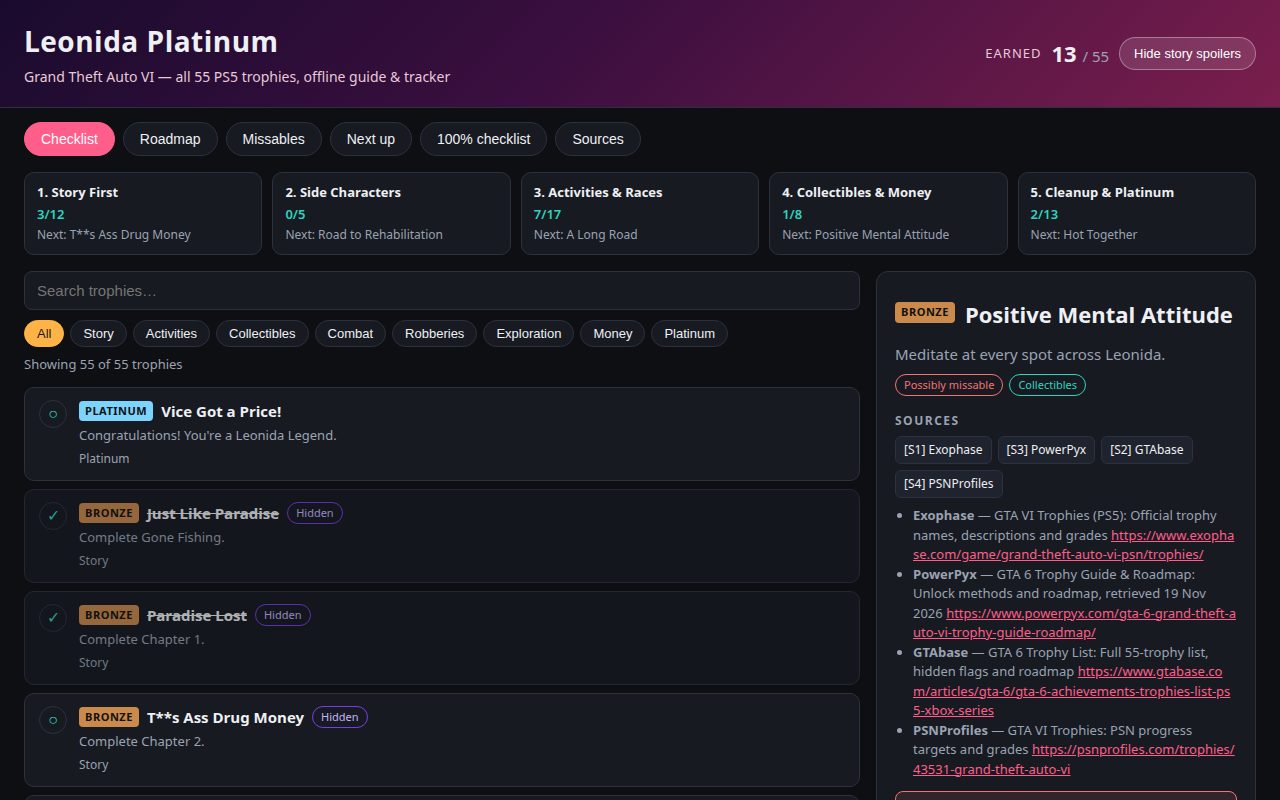 Leonida Platinum
Grand Theft Auto VI — all 55 PS5 trophies, offline guide & tracker
EARNED 13 / 55
Hide story spoilers
Checklist
Roadmap
Missables
Next up
100% checklist
Sources
1. Story First
3/12
Next: T**s Ass Drug Money
2. Side Characters
0/5
Next: Road to Rehabilitation
3. Activities & Races
7/17
Next: A Long Road
4. Collectibles & Money
1/8
Next: Positive Mental Attitude
5. Cleanup & Platinum
2/13
Next: Hot Together
Search trophies…
All
Story
Activities
Collectibles
Combat
Robberies
Exploration
Money
Platinum
Showing 55 of 55 trophies
PLATINUM Vice Got a Price!
Congratulations! You're a Leonida Legend.
Platinum
BRONZE Just Like Paradise Hidden
Complete Gone Fishing.
Story
BRONZE Paradise Lost Hidden
Complete Chapter 1.
Story
BRONZE T**s Ass Drug Money Hidden
Complete Chapter 2.
Story
BRONZE Positive Mental Attitude
Meditate at every spot across Leonida.
Possibly missable
Collectibles
SOURCES
[S1] Exophase
[S3] PowerPyx
[S2] GTAbase
[S4] PSNProfiles
Exophase — GTA VI Trophies (PS5): Official trophy
names, descriptions and grades https://www.exopha
se.com/game/grand-theft-auto-vi-psn/trophies/
PowerPyx — GTA 6 Trophy Guide & Roadmap:
Unlock methods and roadmap, retrieved 19 Nov
2026 https://www.powerpyx.com/gta-6-grand-theft-a
uto-vi-trophy-guide-roadmap/
GTAbase — GTA 6 Trophy List: Full 55-trophy list,
hidden flags and roadmap https://www.gtabase.co
m/articles/gta-6/gta-6-achievements-trophies-list-ps
5-xbox-series
PSNProfiles — GTA VI Trophies: PSN progress
targets and grades https://psnprofiles.com/trophies/
43531-grand-theft-auto-vi